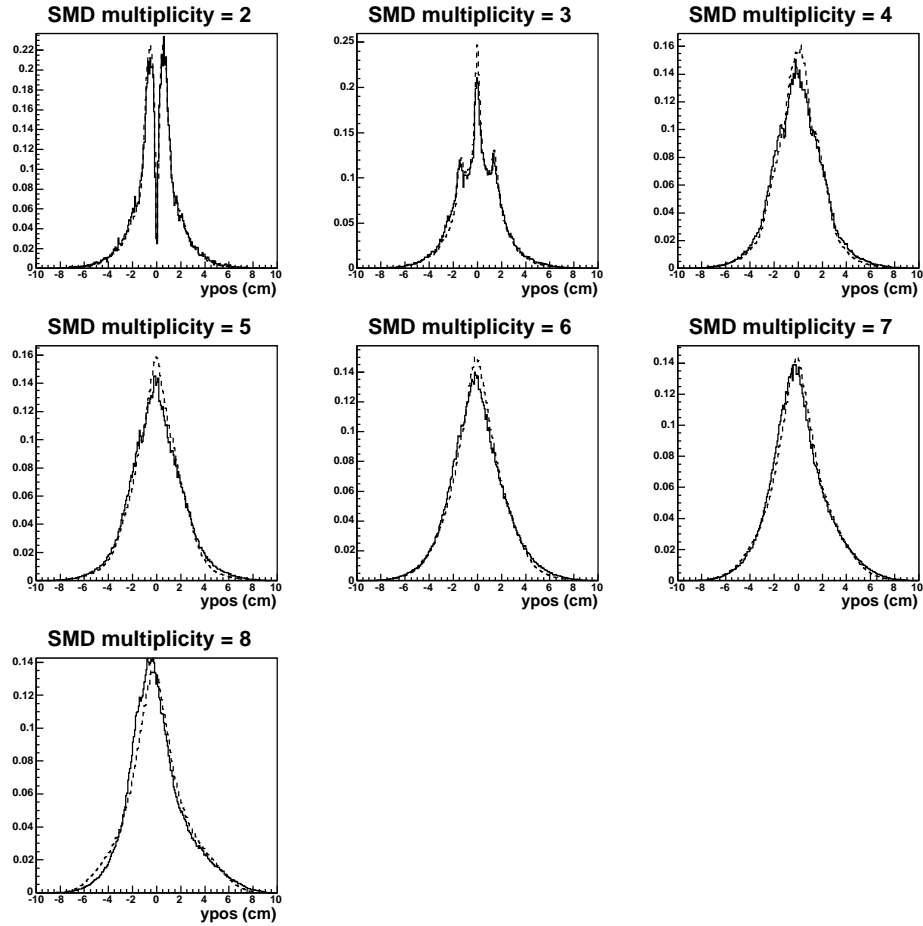 SMD multiplicity = 2
0.22
0.2
0.18
0.16
0.14
0.12
0.1
0.08
0.06
0.04
0.02
0
-10 -8 -6 -4 -2 0 2 4 6 8 10
ypos (cm)
SMD multiplicity = 3
0.25
0.2
0.15
0.1
0.05
0
-10 -8 -6 -4 -2 0 2 4 6 8 10
ypos (cm)
SMD multiplicity = 4
0.16
0.14
0.12
0.1
0.08
0.06
0.04
0.02
0
-10 -8 -6 -4 -2 0 2 4 6 8 10
ypos (cm)
SMD multiplicity = 5
0.16
0.14
0.12
0.1
0.08
0.06
0.04
0.02
0
-10 -8 -6 -4 -2 0 2 4 6 8 10
ypos (cm)
SMD multiplicity = 6
0.14
0.12
0.1
0.08
0.06
0.04
0.02
0
-10 -8 -6 -4 -2 0 2 4 6 8 10
ypos (cm)
SMD multiplicity = 7
0.14
0.12
0.1
0.08
0.06
0.04
0.02
0
-10 -8 -6 -4 -2 0 2 4 6 8 10
ypos (cm)
SMD multiplicity = 8
0.14
0.12
0.1
0.08
0.06
0.04
0.02
0
-10 -8 -6 -4 -2 0 2 4 6 8 10
ypos (cm)